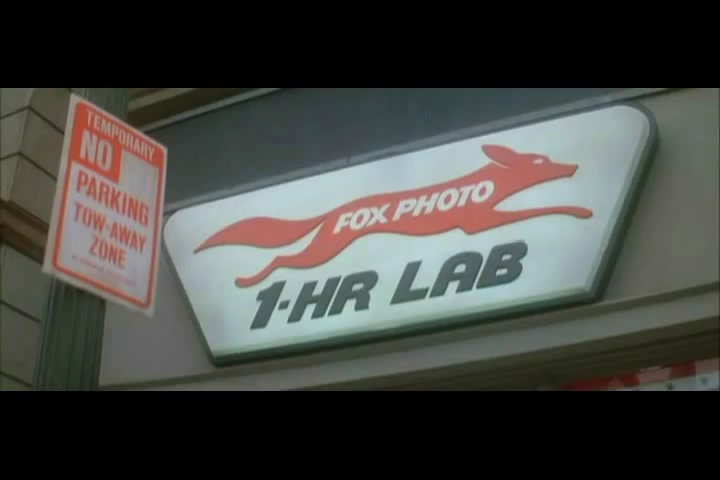 TEMPORARY
NO
PARKING
TOW-AWAY
ZONE
FOX PHOTO
1-HR LAB